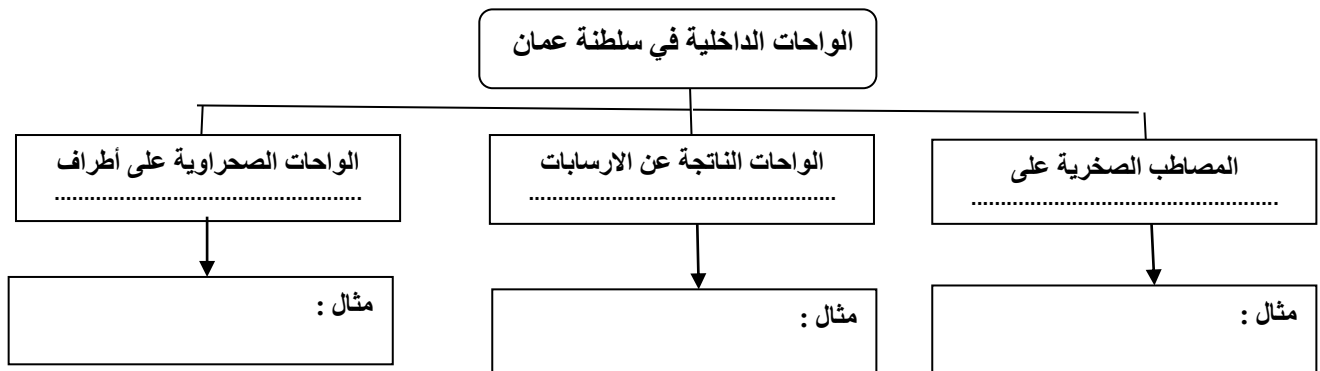 الواحات الداخلية في سلطنة عمان
المصاطب الصخرية على
....................................................
الواحات الناتجة عن الارسابات
....................................................
الواحات الصحراوية على أطراف
....................................................
مثال :
مثال :
مثال :